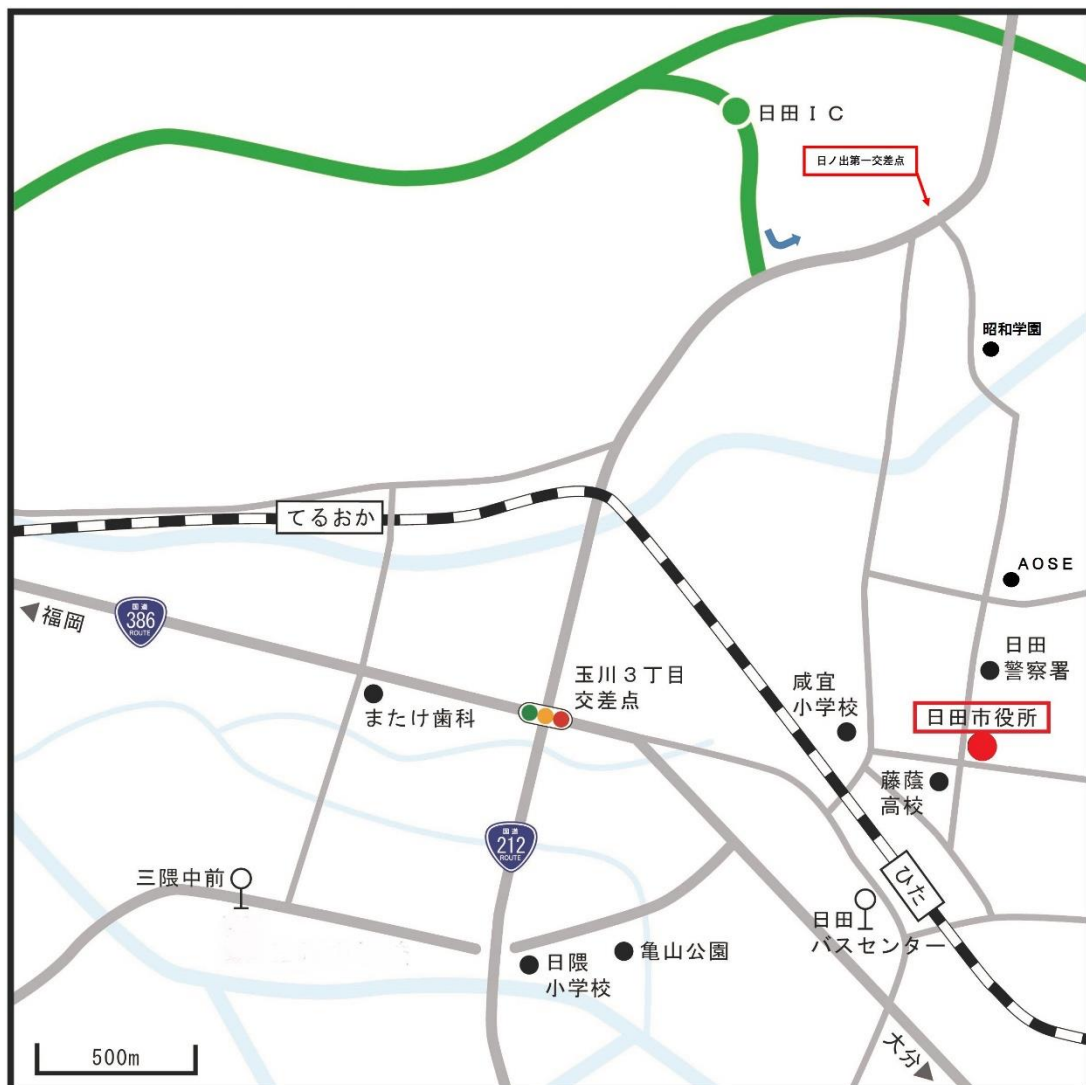 日田ＩＣ
日ノ出第一交差点
昭和学園
てるおか
AOSE
国道
386
ROUTE
◀福岡
玉川３丁目
交差点
咸宜
小学校
日田
警察署
またけ歯科
日田市役所
藤蔭
高校
国道
212
ROUTE
三隈中前
ひた
日田
バスセンター
亀山公園
日隈
小学校
500m
大分▶